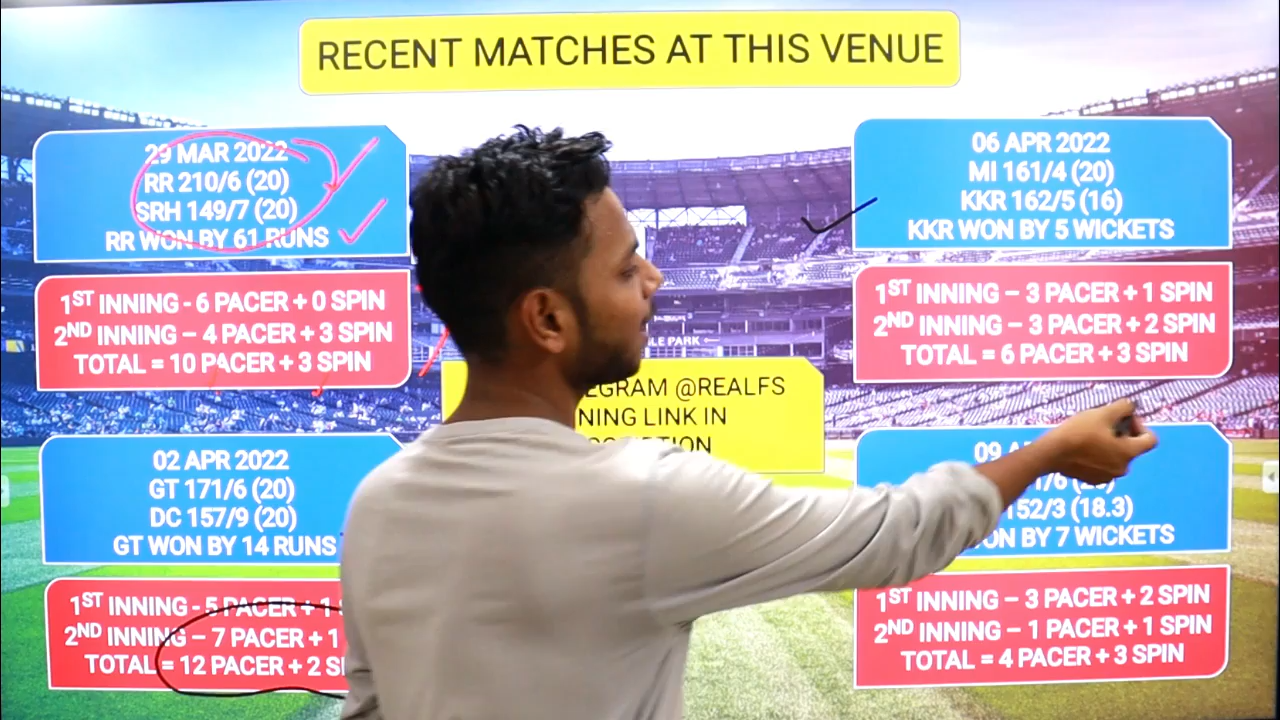 RECENT MATCHES AT THIS VENUE
29 MAR 2022
RR 210/6 (20)
SRH 149/7 (20)
RR WON BY 61 RUNS
1ST INNING - 6 PACER + 0 SPIN
2ND INNING – 4 PACER + 3 SPIN
TOTAL = 10 PACER + 3 SPIN
02 APR 2022
GT 171/6 (20)
DC 157/9 (20)
GT WON BY 14 RUNS
1ST INNING - 5 PACER + 1
2ND INNING – 7 PACER + 1
TOTAL = 12 PACER + 2
@REALFS
LINK IN
06 APR 2022
MI 161/4 (20)
KKR 162/5 (16)
KKR WON BY 5 WICKETS
1ST INNING – 3 PACER + 1 SPIN
2ND INNING – 3 PACER + 2 SPIN
TOTAL = 6 PACER + 3 SPIN
09
152/3 (18.3)
BY 7 WICKETS
1ST INNING – 3 PACER + 2 SPIN
2ND INNING – 1 PACER + 1 SPIN
TOTAL = 4 PACER + 3 SPIN